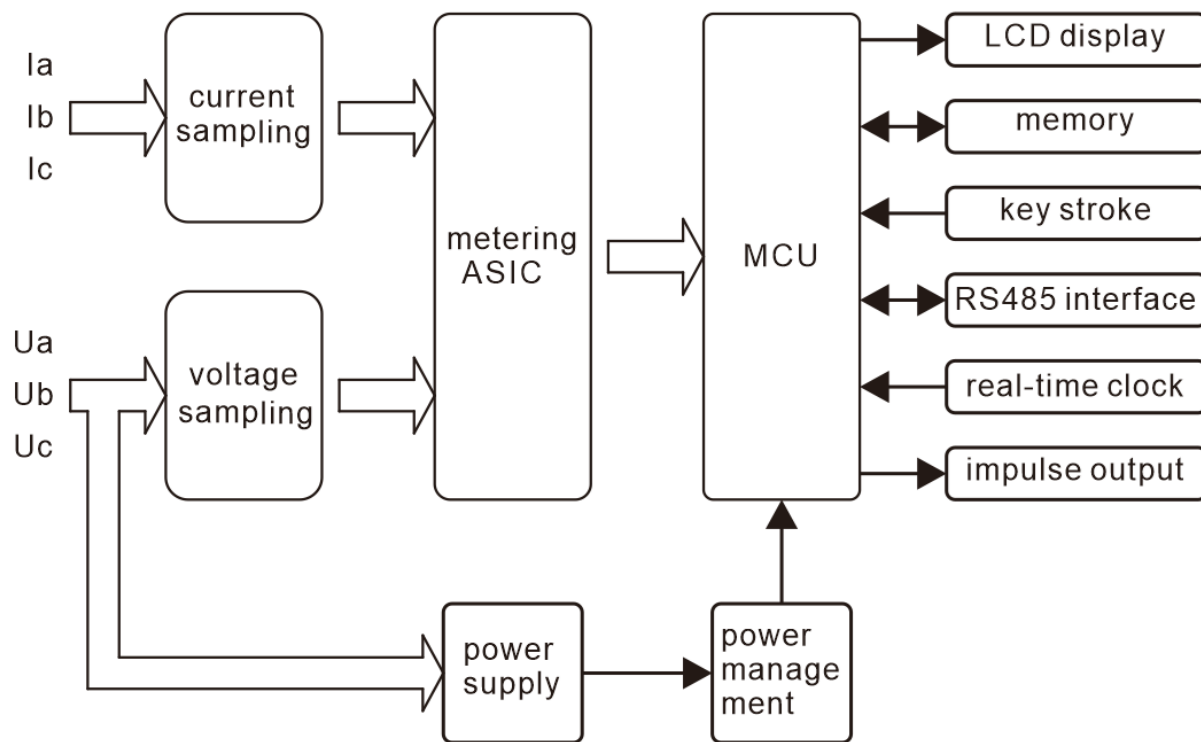 Ia
Ib
Ic
current
sampling
Ua
Ub
Uc
voltage
sampling
metering
ASIC
MCU
LCD display
memory
key stroke
RS485 interface
real-time clock
impulse output
power
supply
power
manage
ment